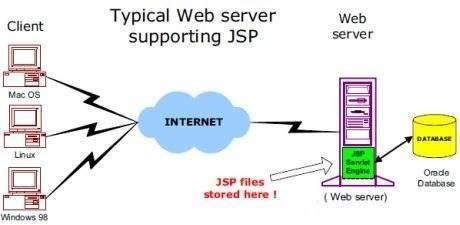 Typical Web server
supporting JSP
Client
Web
server
Mac OS
Linux
Windows 98
INTERNET
JSP files
stored here !
JSP
Servlet
Engine
( Web server)
DATABASE
Oracle
Database